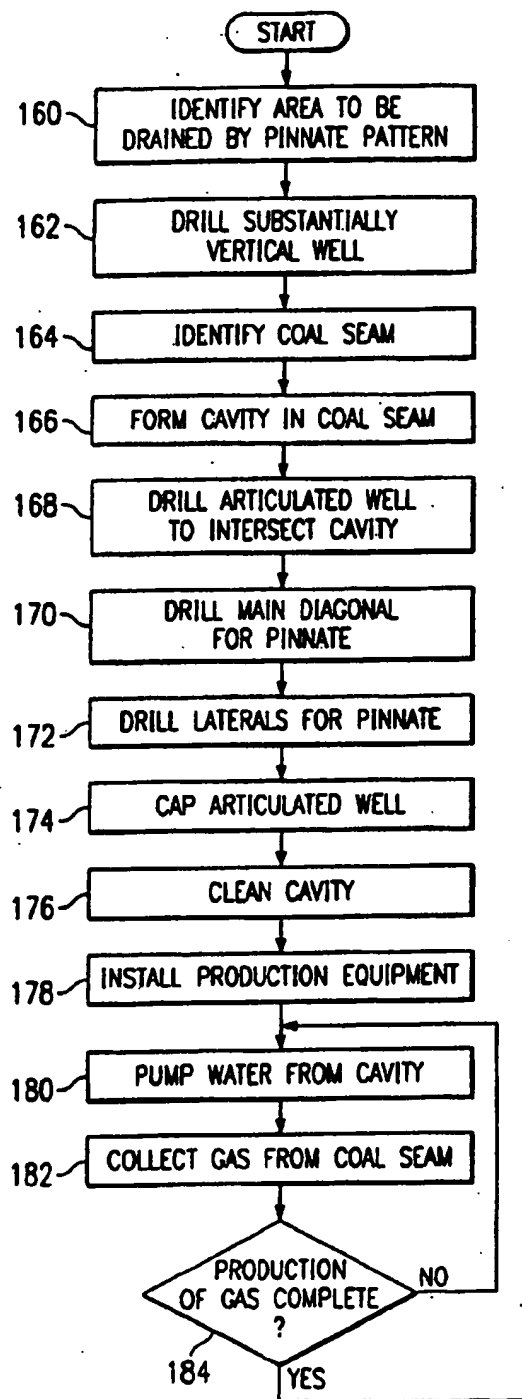 START
160
IDENTIFY AREA TO BE
DRAINED BY PINNATE PATTERN
162
DRILL SUBSTANTIALLY
VERTICAL WELL
164
IDENTIFY COAL SEAM
166
FORM CAVITY IN COAL SEAM
168
DRILL ARTICULATED WELL
TO INTERSECT CAVITY
170
DRILL MAIN DIAGONAL
FOR PINNATE
172
DRILL LATERALS FOR PINNATE
174
CAP ARTICULATED WELL
176
CLEAN CAVITY
178
INSTALL PRODUCTION EQUIPMENT
180
PUMP WATER FROM CAVITY
182
COLLECT GAS FROM COAL SEAM
PRODUCTION
OF GAS COMPLETE
?
NO
184
YES